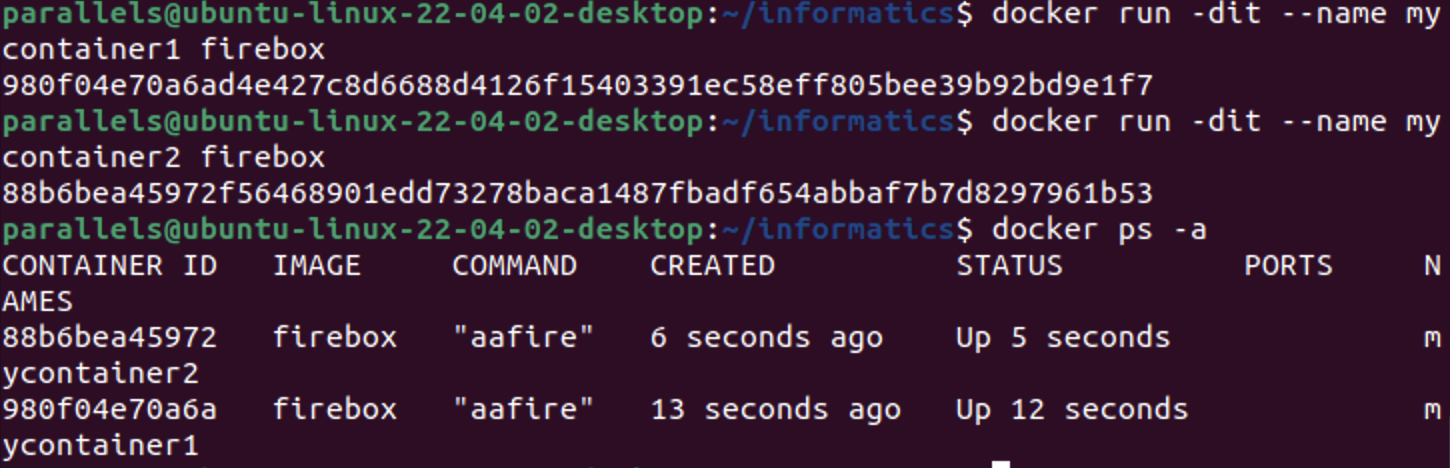 parallels@ubuntu-linux-22-04-02-desktop:~/informatics$ docker run -dit --name my
container1 firebox
980f04e70a6ad4e427c8d6688d4126f15403391ec58eff805bee39b92bd9e1f7
parallels@ubuntu-linux-22-04-02-desktop:~/informatics$ docker run -dit --name my
container2 firebox
88b6bea45972f56468901edd73278baca1487fbadf654abbaf7b7d8297961b53
parallels@ubuntu-linux-22-04-02-desktop:~/informatics$ docker ps -a
CONTAINER ID   IMAGE     COMMAND    CREATED          STATUS          PORTS     N
AMES
88b6bea45972   firebox   "aafire"   6 seconds ago    Up 5 seconds              m
ycontainer2
980f04e70a6a   firebox   "aafire"   13 seconds ago   Up 12 seconds             m
ycontainer1